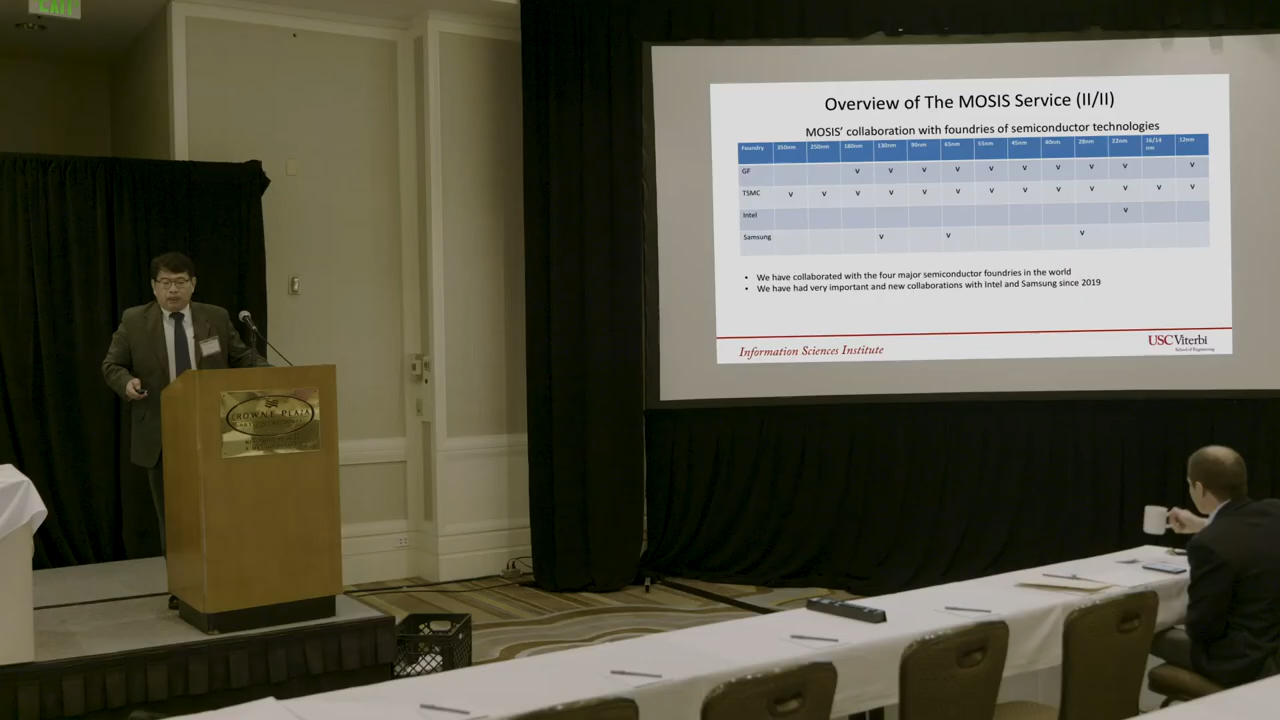 EXIT
Overview of The MOSIS Service (II/II)
MOSIS' collaboration with foundries of semiconductor technologies
Foundry 350nm 250nm 180nm 130nm 90nm 65nm 55nm 45nm 40nm 28nm 22nm 16/14 nm 12nm
GF v v v v v v v v v v
TSMC v v v v v v v v v v v v v
Intel v
Samsung v v v
• We have collaborated with the four major semiconductor foundries in the world
• We have had very important and new collaborations with Intel and Samsung since 2019
Information Sciences Institute
USC Viterbi
School of Engineering
CROWNE PLAZA